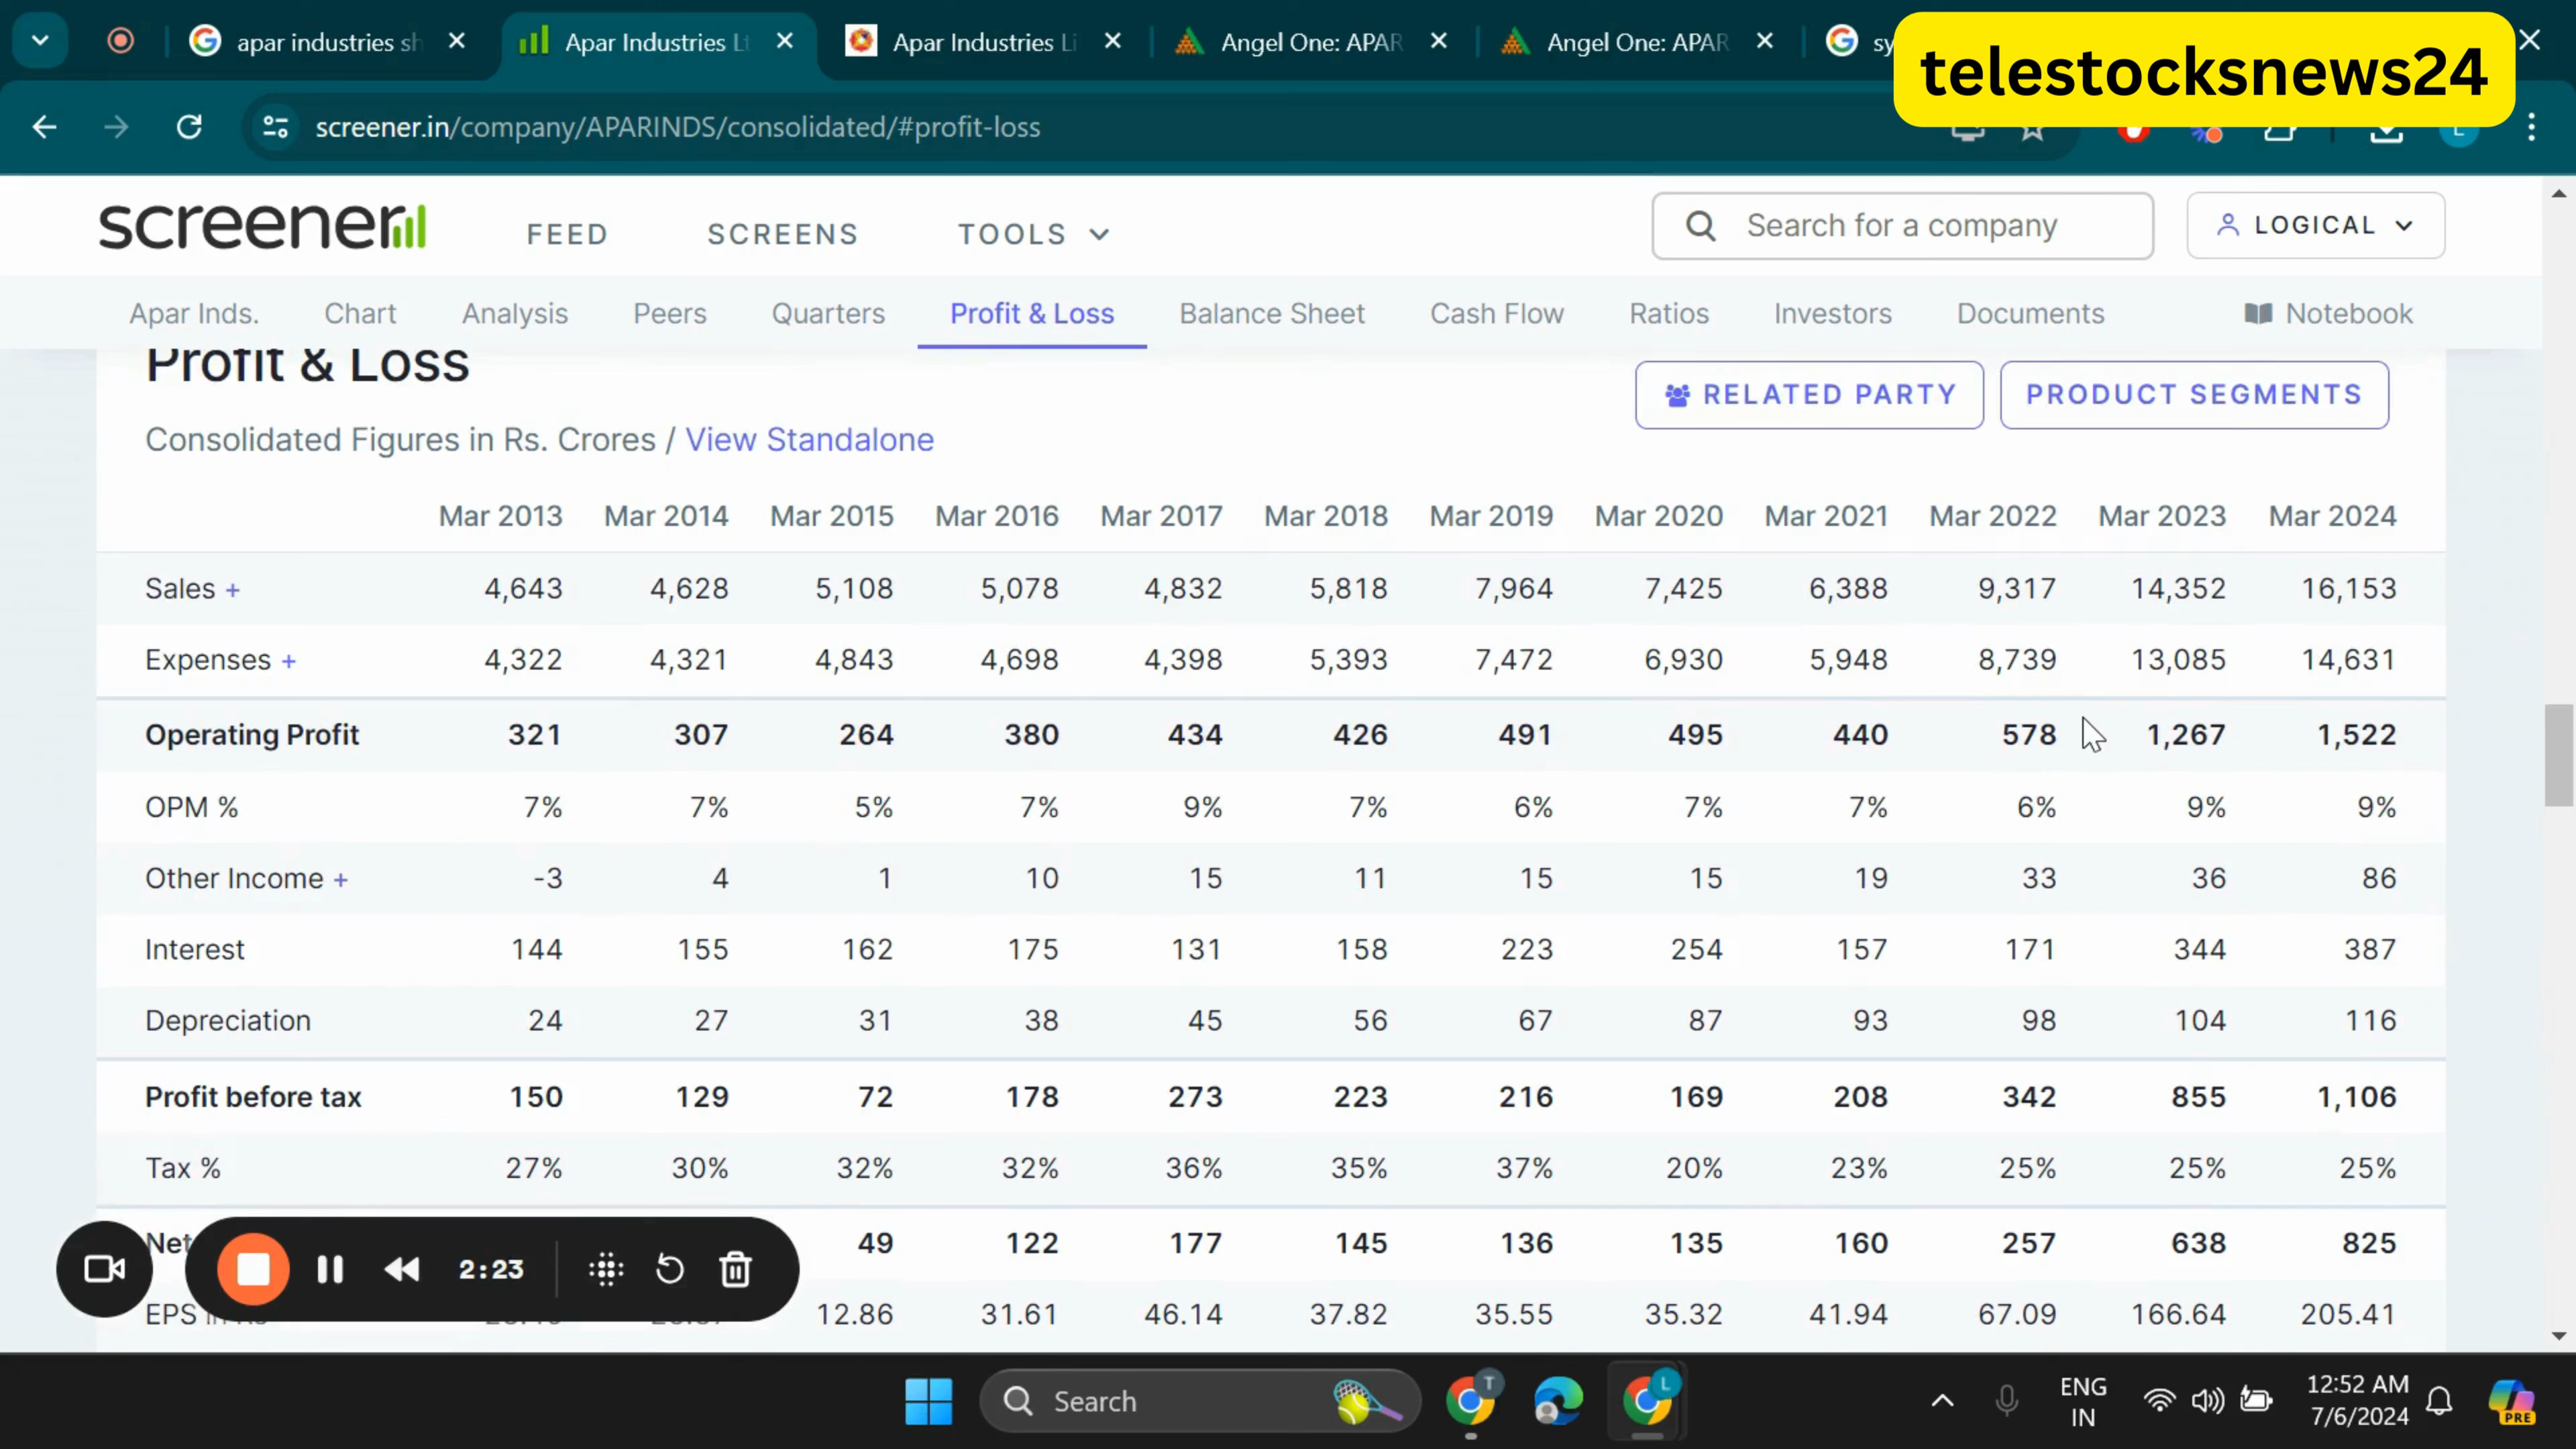 apar industries sh
Apar Industries Lt
Apar Industries Li
Angel One: APAR
Angel One: APAR
sy
telestocksnews24
screener.in/company/APARINDS/consolidated/#profit-loss
L
screener
FEED
SCREENS
TOOLS
Search for a company
LOGICAL
Apar Inds.
Chart
Analysis
Peers
Quarters
Profit & Loss
Balance Sheet
Cash Flow
Ratios
Investors
Documents
Notebook
Profit & Loss
RELATED PARTY
PRODUCT SEGMENTS
Consolidated Figures in Rs. Crores / View Standalone
Mar 2013 Mar 2014 Mar 2015 Mar 2016 Mar 2017 Mar 2018 Mar 2019 Mar 2020 Mar 2021 Mar 2022 Mar 2023 Mar 2024
Sales + 4,643 4,628 5,108 5,078 4,832 5,818 7,964 7,425 6,388 9,317 14,352 16,153
Expenses + 4,322 4,321 4,843 4,698 4,398 5,393 7,472 6,930 5,948 8,739 13,085 14,631
Operating Profit 321 307 264 380 434 426 491 495 440 578 1,267 1,522
OPM % 7% 7% 5% 7% 9% 7% 6% 7% 7% 6% 9% 9%
Other Income + -3 4 1 10 15 11 15 15 19 33 36 86
Interest 144 155 162 175 131 158 223 254 157 171 344 387
Depreciation 24 27 31 38 45 56 67 87 93 98 104 116
Profit before tax 150 129 72 178 273 223 216 169 208 342 855 1,106
Tax % 27% 30% 32% 32% 36% 35% 37% 20% 23% 25% 25% 25%
Net 49 122 177 145 136 135 160 257 638 825
2:23
EPS in 12.86 31.61 46.14 37.82 35.55 35.32 41.94 67.09 166.64 205.41
Search
T
L
ENG
IN
12:52 AM
7/6/2024
PRE